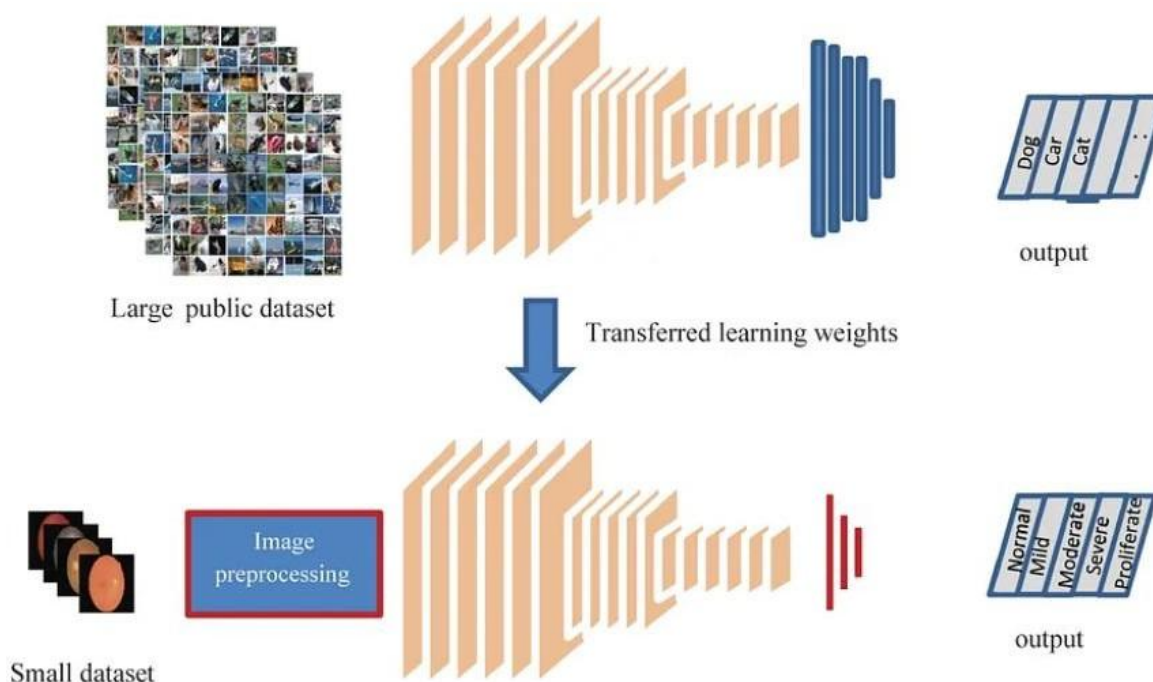 Dog
Car
Cat
. :
output
Large public dataset
Transferred learning weights
Image
preprocessing
Normal
Mild
Moderate
Severe
Proliferate
output
Small dataset